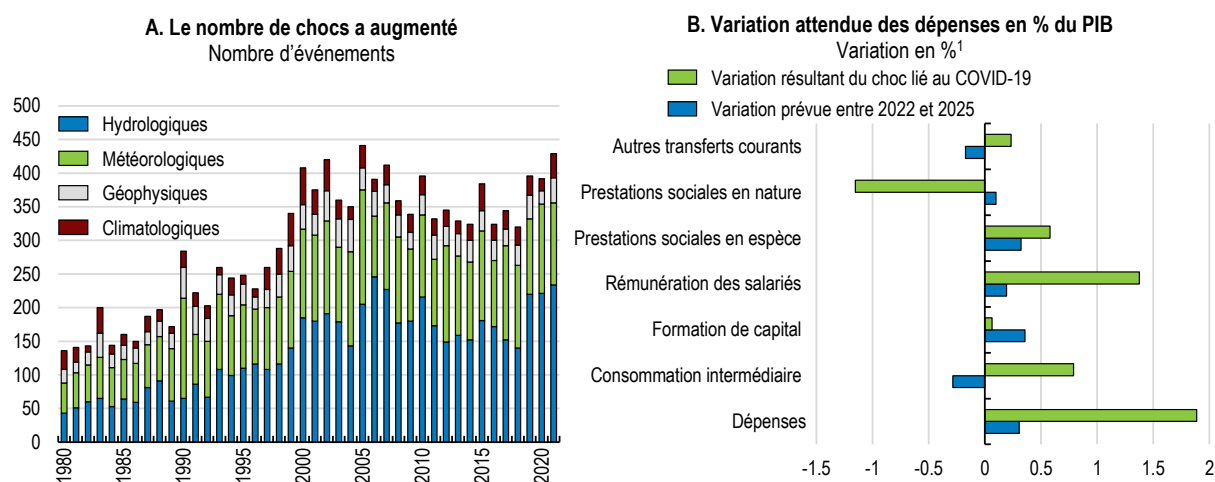 A. Le nombre de chocs a augmenté
Nombre d'événements
500
450
400
350
300
250
200
150
100
50
0
Hydrologiques
Météorologiques
Géophysiques
Climatologiques
1980
1985
1990
1995
2000
2005
2010
2015
2020
B. Variation attendue des dépenses en % du PIB
Variation en %¹
Variation résultant du choc lié au COVID-19
Variation prévue entre 2022 et 2025
Autres transferts courants
Prestations sociales en nature
Prestations sociales en espèce
Rémunération des salariés
Formation de capital
Consommation intermédiaire
Dépenses
-1.5 -1 -0.5 0 0.5 1 1.5 2